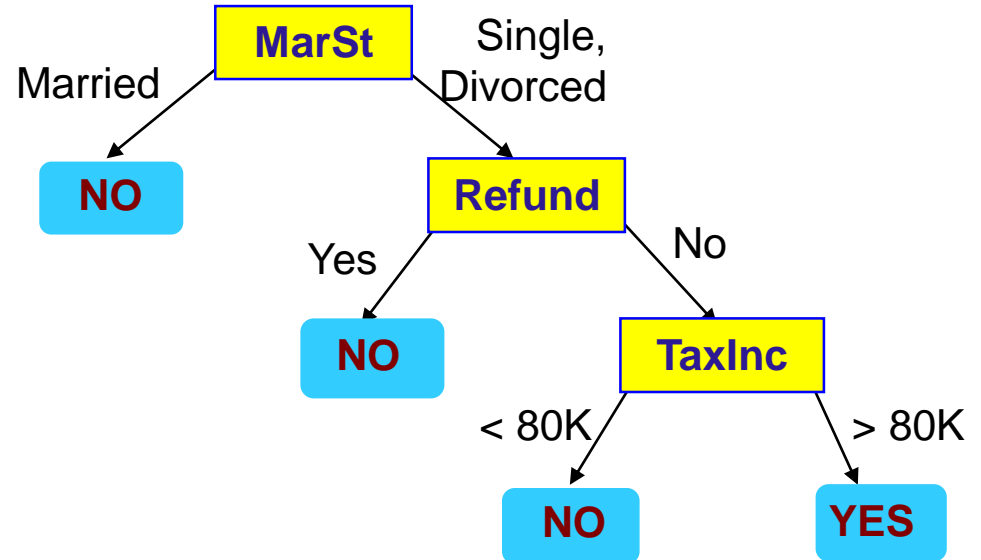 MarSt
Single,
Divorced
Married
NO
Refund
Yes
No
NO
TaxInc
< 80K
> 80K
NO
YES